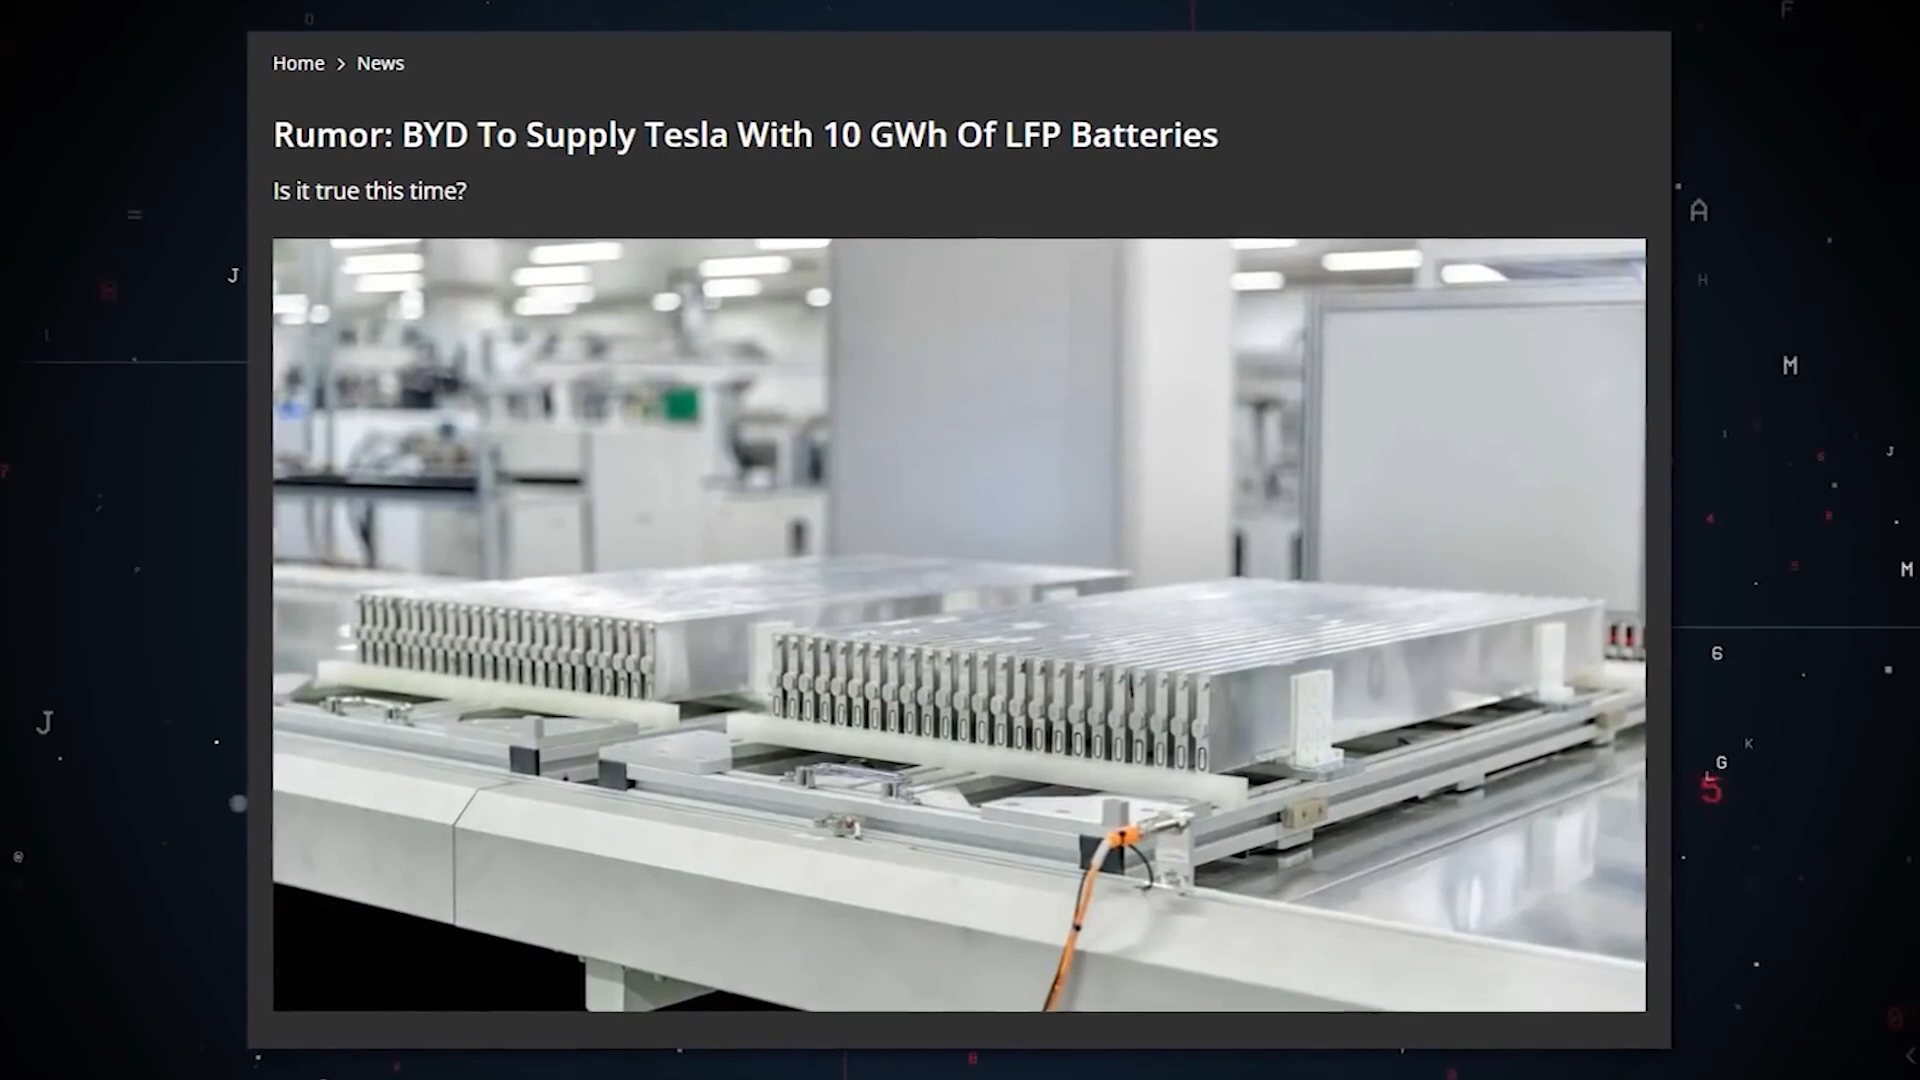 Home > News
Rumor: BYD To Supply Tesla With 10 GWh Of LFP Batteries
Is it true this time?